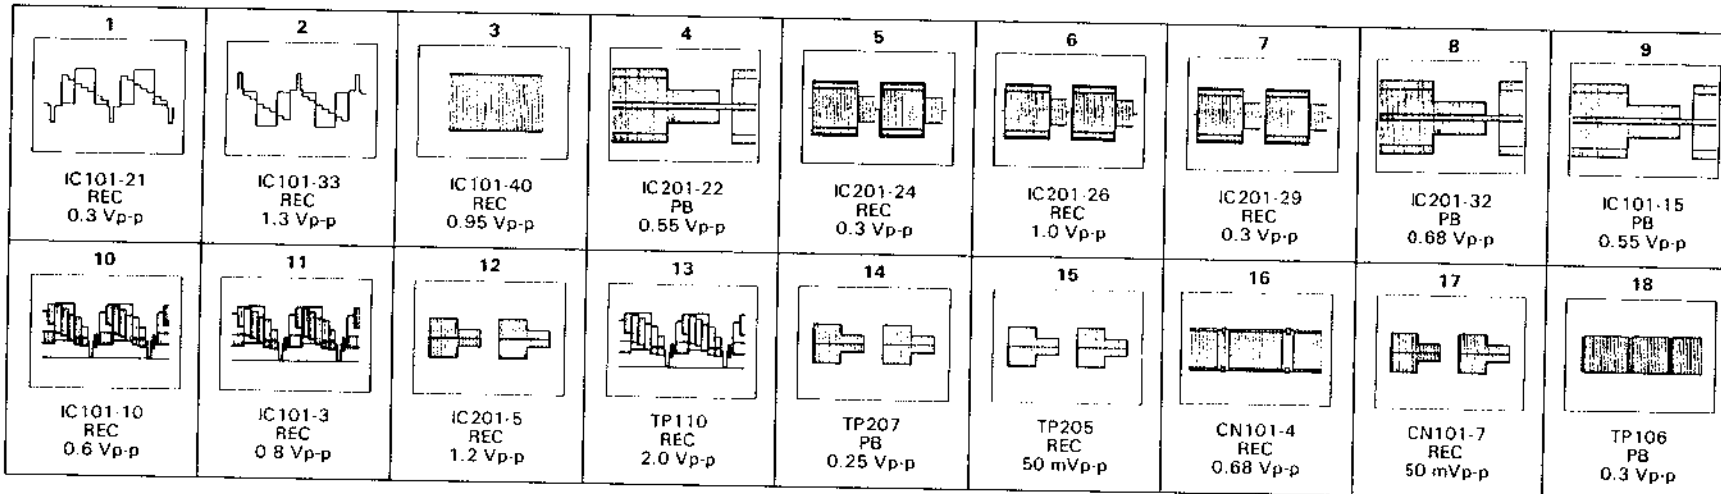 1
IC101-21
REC
0.3 Vp-p
2
IC101-33
REC
1.3 Vp-p
3
IC101-40
REC
0.95 Vp-p
4
IC201-22
PB
0.55 Vp-p
5
IC201-24
REC
0.3 Vp-p
6
IC201-26
REC
1.0 Vp-p
7
IC201-29
REC
0.3 Vp-p
8
IC201-32
PB
0.68 Vp-p
9
IC101-15
PB
0.55 Vp-p
10
IC101-10
REC
0.6 Vp-p
11
IC101-3
REC
0.8 Vp-p
12
IC201-5
REC
1.2 Vp-p
13
TP110
REC
2.0 Vp-p
14
TP207
PB
0.25 Vp-p
15
TP205
REC
50 mVp-p
16
CN101-4
REC
0.68 Vp-p
17
CN101-7
REC
50 mVp-p
18
TP106
PB
0.3 Vp-p